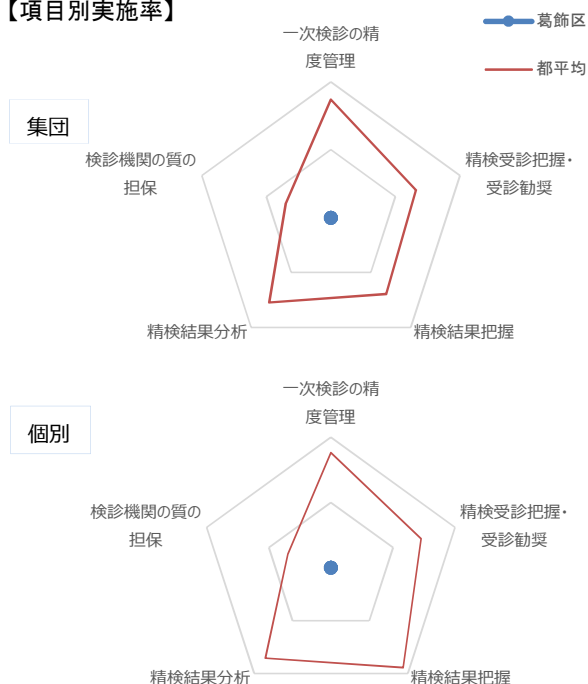 【項目別実施率】
葛飾区
都平均
集団
一次検診の精
度管理
精検受診把握・
受診勧奨
精検結果把握
精検結果分析
検診機関の質の
担保
個別
一次検診の精
度管理
精検受診把握・
受診勧奨
精検結果把握
精検結果分析
検診機関の質の
担保